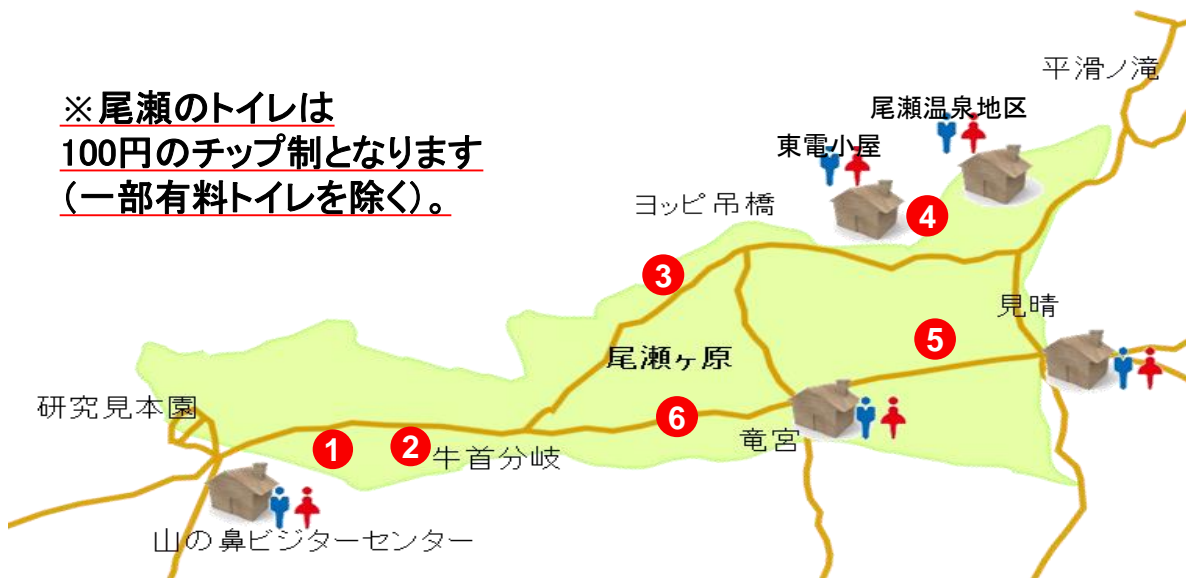 ※尾瀬のトイレは
100円のチップ制となります
（一部有料トイレを除く）。
平滑ノ滝
尾瀬温泉地区
東電小屋
ヨッピ吊橋
4
3
見晴
5
尾瀬ヶ原
研究見本園
6
1
2
牛首分岐
竜宮
山の鼻ビジターセンター